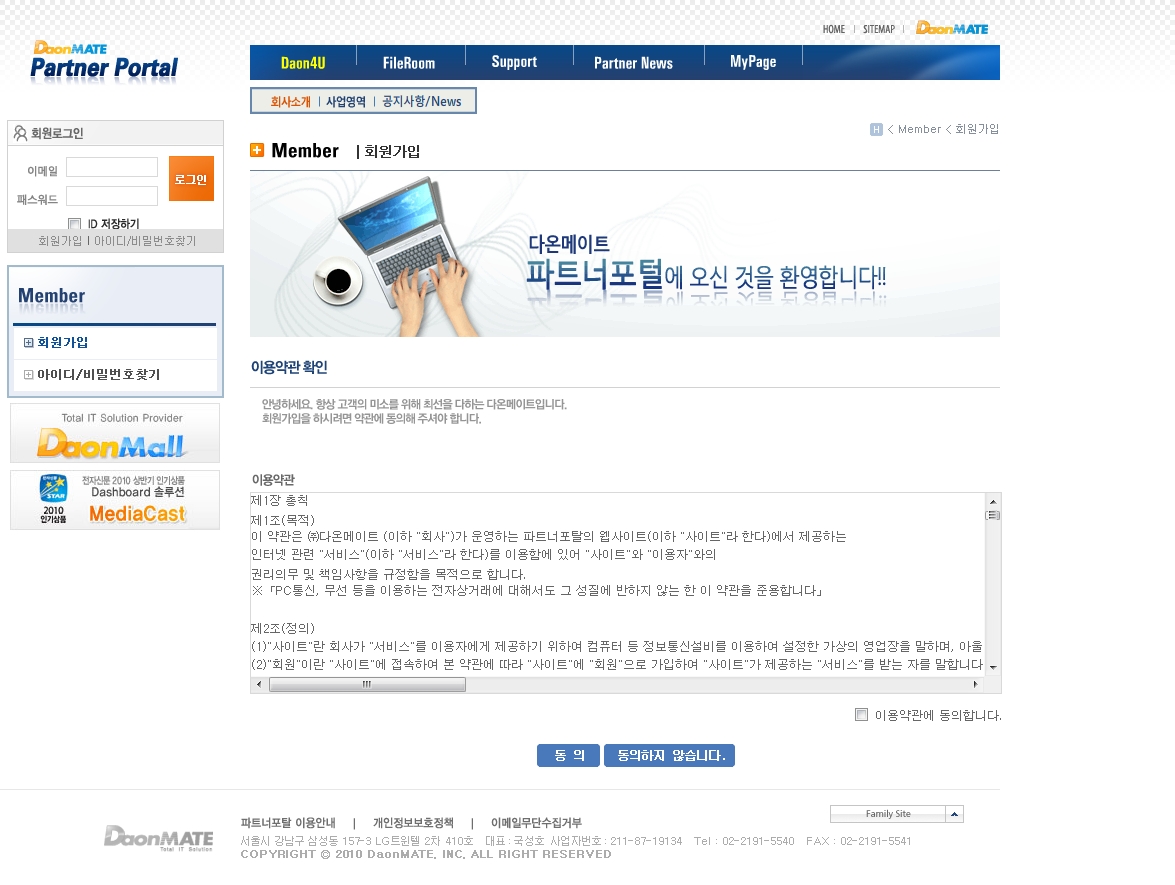 HOME | SITEMAP | DaonMATE
DaonMATE
Partner Portal
Daon4U | FileRoom | Support | Partner News | MyPage
회사소개 | 사업영역 | 공지사항/News
H < Member < 회원가입
회원로그인
이메일
패스워드
로그인
ID 저장하기
회원가입 | 아이디/비밀번호찾기
Member
회원가입
아이디/비밀번호찾기
Total IT Solution Provider
DaonMall
전자신문 2010 상반기 인기상품
Dashboard 솔루션
전자신문
STAR
2010
인기상품
MediaCast
Member | 회원가입
다온메이트
파트너포털에 오신 것을 환영합니다!!
이용약관 확인
안녕하세요. 항상 고객의 미소를 위해 최선을 다하는 다온메이트입니다.
회원가입을 하시려면 약관에 동의해 주셔야 합니다.
이용약관
제1장 총칙
제1조(목적)
이 약관은 ㈜다온메이트 (이하 "회사")가 운영하는 파트너포탈의 웹사이트(이하 "사이트"라 한다)에서 제공하는
인터넷 관련 "서비스"(이하 "서비스"라 한다)를 이용함에 있어 "사이트"와 "이용자"와의
권리의무 및 책임사항을 규정함을 목적으로 합니다.
※「PC통신, 무선 등을 이용하는 전자상거래에 대해서도 그 성질에 반하지 않는 한 이 약관을 준용합니다」
제2조(정의)
(1)"사이트"란 회사가 "서비스"를 이용자에게 제공하기 위하여 컴퓨터 등 정보통신설비를 이용하여 설정한 가상의 영업장을 말하며, 아울
(2)"회원"이란 "사이트"에 접속하여 본 약관에 따라 "사이트"에 "회원"으로 가입하여 "사이트"가 제공하는 "서비스"를 받는 자를 말합니다
이용약관에 동의합니다.
동 의
동의하지 않습니다.
파트너포탈 이용안내 | 개인정보보호정책 | 이메일무단수집거부
Family Site
DaonMATE
Total IT Solution
서울시 강남구 삼성동 157-3 LG트윈텔 2차 410호 대표 : 국성호 사업자번호 : 211-87-19134 Tel : 02-2191-5540 FAX : 02-2191-5541
COPYRIGHT © 2010 DaonMATE, INC. ALL RIGHT RESERVED